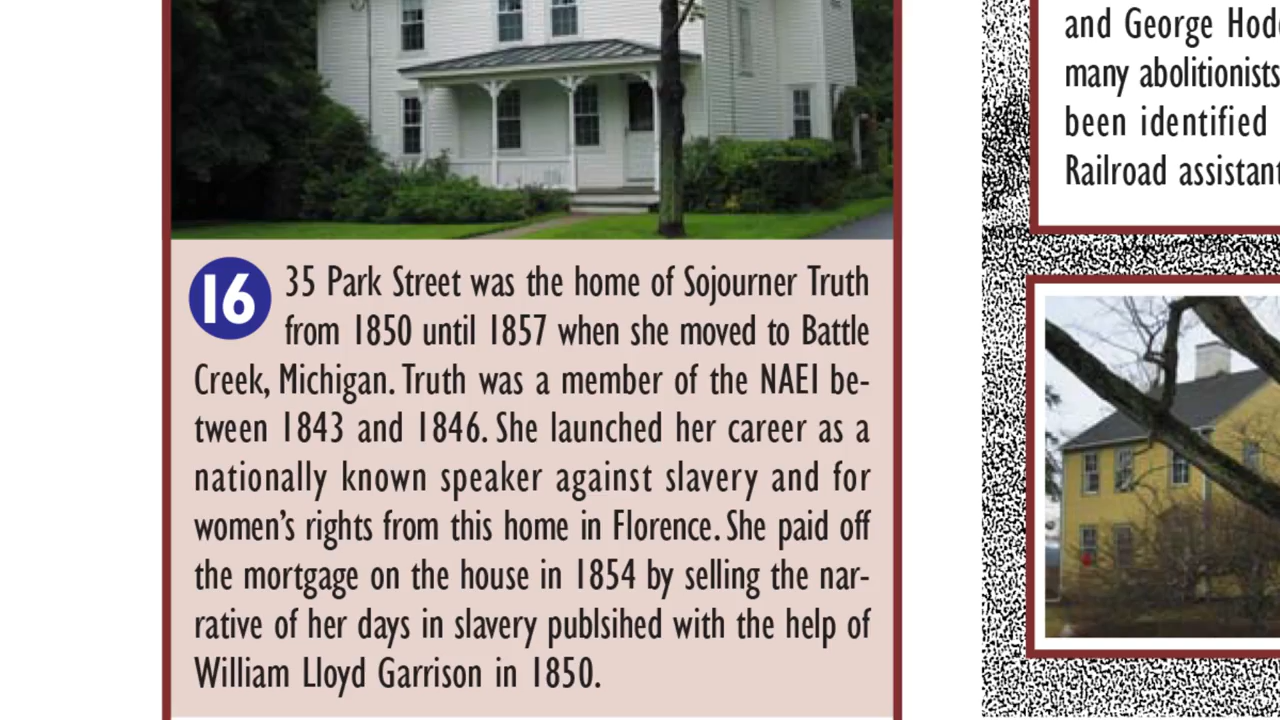 16
35 Park Street was the home of Sojourner Truth
from 1850 until 1857 when she moved to Battle
Creek, Michigan. Truth was a member of the NAEI be-
tween 1843 and 1846. She launched her career as a
nationally known speaker against slavery and for
women's rights from this home in Florence. She paid off
the mortgage on the house in 1854 by selling the nar-
rative of her days in slavery publsihed with the help of
William Lloyd Garrison in 1850.
and George
many abolitionists
been identified
Railroad